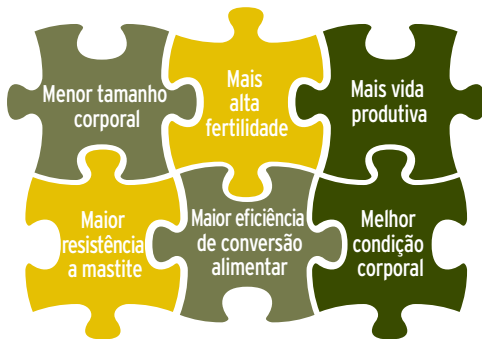 Menor tamanho
corporal
Mais
alta
fertilidade
Mais vida
produtiva
Maior
resistência
a mastite
Maior eficiência
de conversão
alimentar
Melhor
condição
corporal